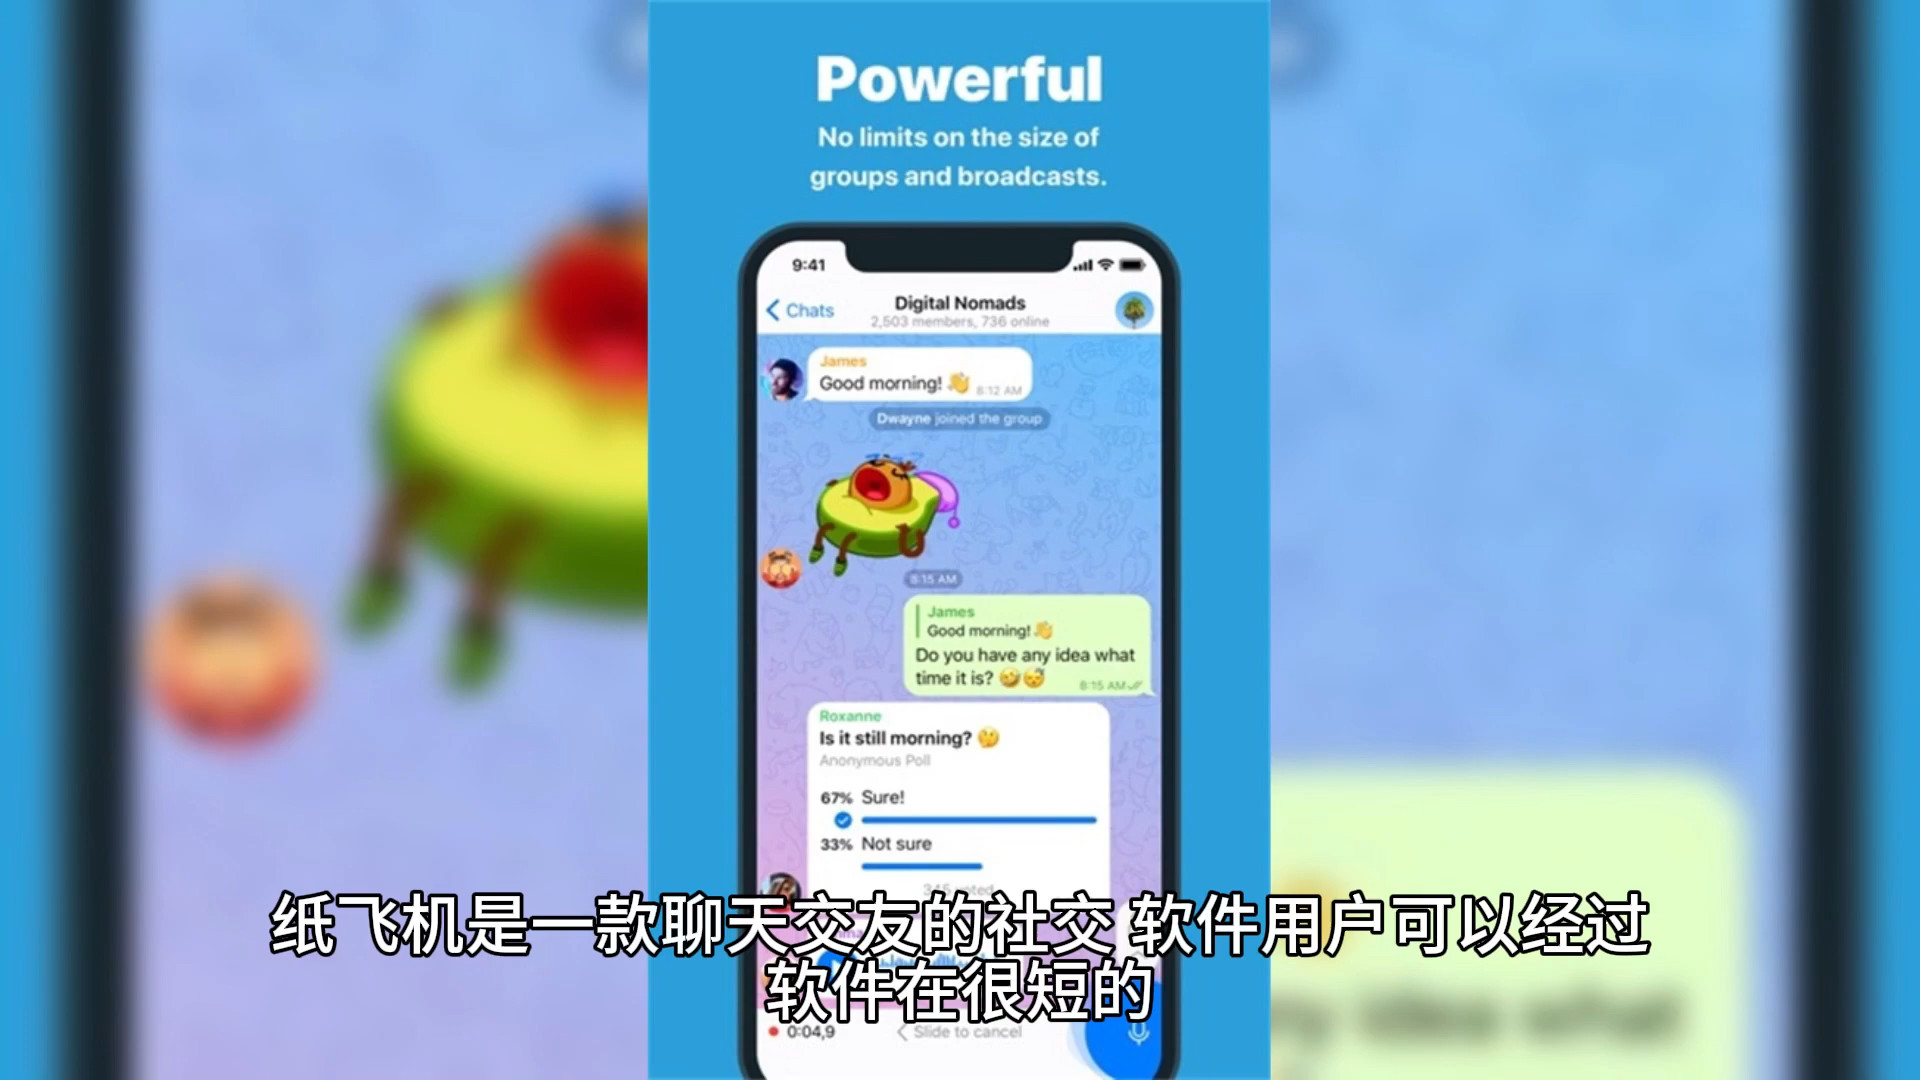 Powerful
No limits on the size of
groups and broadcasts.
9:41
Chats
Digital Nomads
2,503 members, 736 online
James
Good morning! 👋
8:12 AM
Dwayne joined the group
8:15 AM
James
Good morning! 👋
Do you have any idea what
time it is? 🤣😴
8:15 AM
Roxanne
Is it still morning? 🤔
Anonymous Poll
67% Sure!
33% Not sure
345 voted
纸飞机是一款聊天交友的社交 软件用户可以经过
软件在很短的
0:04,9
Slide to cancel